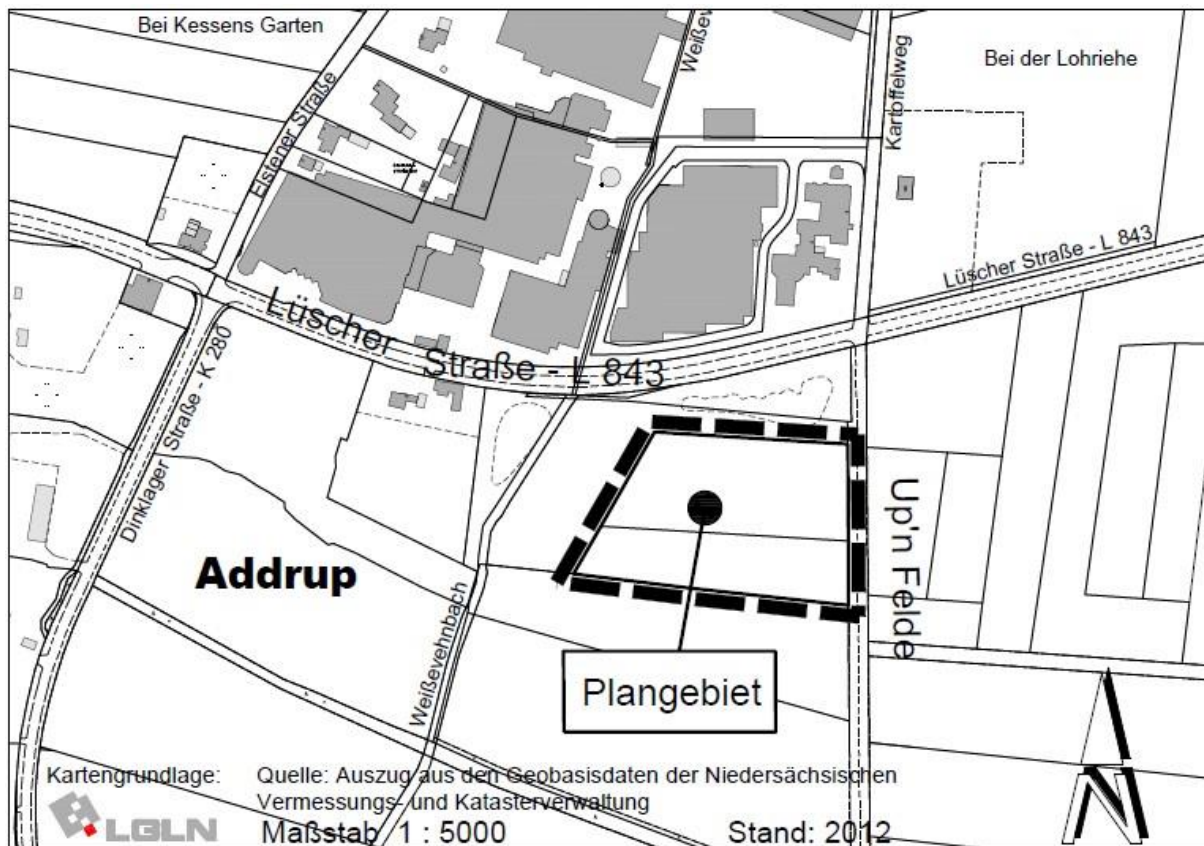 Bei Kessens Garten
Weißeveh
Kartoffelweg
Bei der Lohriehe
Elstener Straße
Lüscher Straße - L 843
Lüscher Straße - L 843
Dinklager Straße - K 280
Addrup
Weißevehnbach
Up'n Felde
Plangebiet
N
Kartengrundlage: Quelle: Auszug aus den Geobasisdaten der Niedersächsischen
Vermessungs- und Katasterverwaltung
LGLN
Maßstab 1 : 5000 Stand: 2012